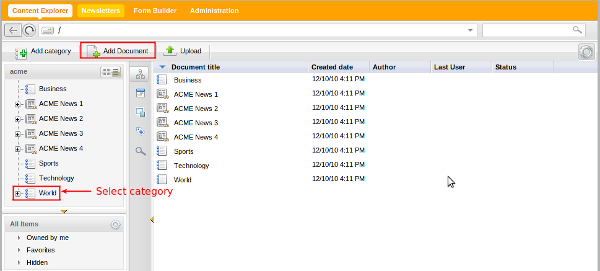 Content Explorer Newsletters Form Builder Administration
/
Add category Add Document Upload
acme
Business
ACME News 1
ACME News 2
ACME News 3
ACME News 4
Sports
Technology
World
Select category
All Items
Owned by me
Favorites
Hidden
Document title Created date Author Last User Status
Business 12/10/10 4:11 PM
ACME News 1 12/10/10 4:11 PM
ACME News 2 12/10/10 4:11 PM
ACME News 3 12/10/10 4:11 PM
ACME News 4 12/10/10 4:11 PM
Sports 12/10/10 4:11 PM
Technology 12/10/10 4:11 PM
World 12/10/10 4:11 PM